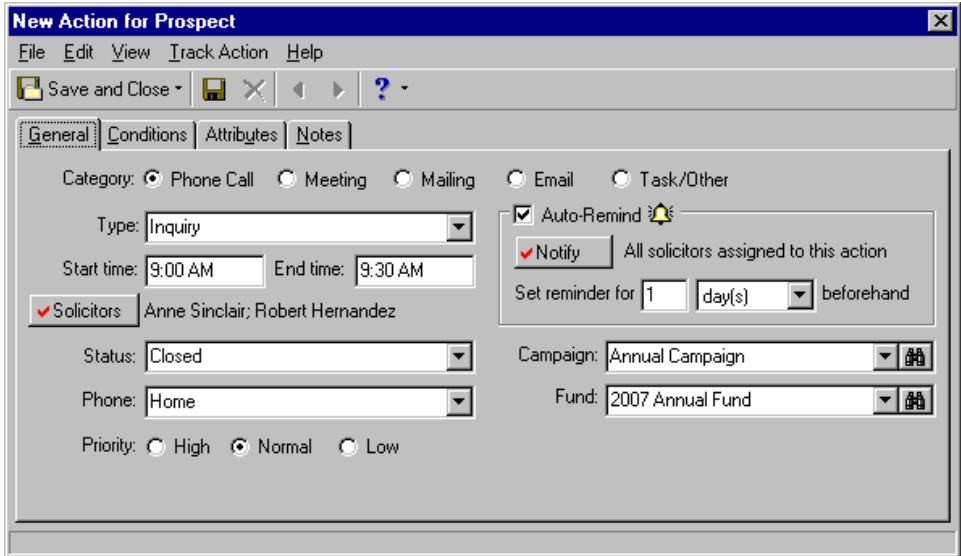 New Action for Prospect
File Edit View Track Action Help
Save and Close ?
General Conditions Attributes Notes
Category: Phone Call Meeting Mailing Email Task/Other
Type: Inquiry
Auto-Remind
Notify All solicitors assigned to this action
Start time: 9:00 AM End time: 9:30 AM
Set reminder for 1 day(s) beforehand
Solicitors Anne Sinclair; Robert Hernandez
Status: Closed
Campaign: Annual Campaign
Phone: Home
Fund: 2007 Annual Fund
Priority: High Normal Low